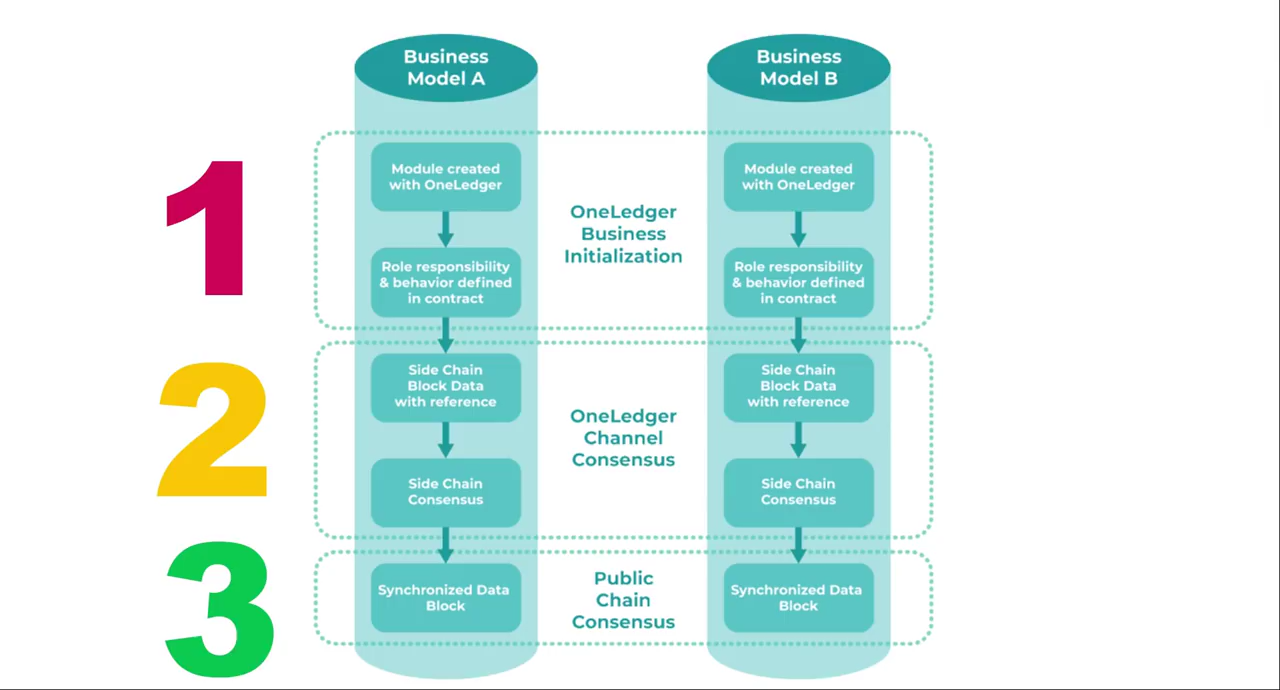 Business
Model A
Business
Model B
1
Module created
with OneLedger
OneLedger
Business
Initialization
Module created
with OneLedger
Role responsibility
& behavior defined
in contract
Role responsibility
& behavior defined
in contract
2
Side Chain
Block Data
with reference
OneLedger
Channel
Consensus
Side Chain
Block Data
with reference
Side Chain
Consensus
Side Chain
Consensus
3
Synchronized Data
Block
Public
Chain
Consensus
Synchronized Data
Block